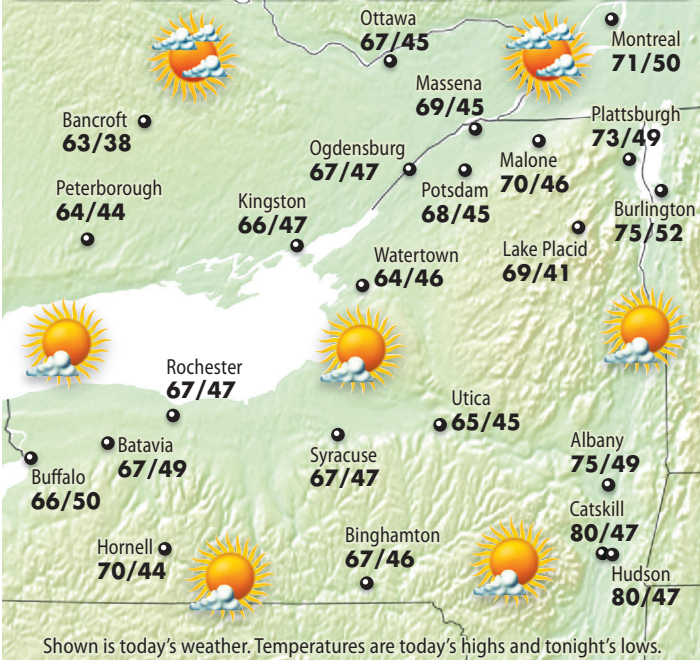 Ottawa
67/45
Montreal
71/50
Massena
69/45
Bancroft
63/38
Plattsburgh
73/49
Ogdensburg
67/47
Malone
70/46
Potsdam
68/45
Peterborough
64/44
Kingston
66/47
Burlington
75/52
Lake Placid
69/41
Watertown
64/46
Rochester
67/47
Utica
65/45
Batavia
67/49
Syracuse
67/47
Albany
75/49
Buffalo
66/50
Catskill
80/47
Hornell
70/44
Binghamton
67/46
Hudson
80/47
Shown is today’s weather. Temperatures are today’s highs and tonight’s lows.